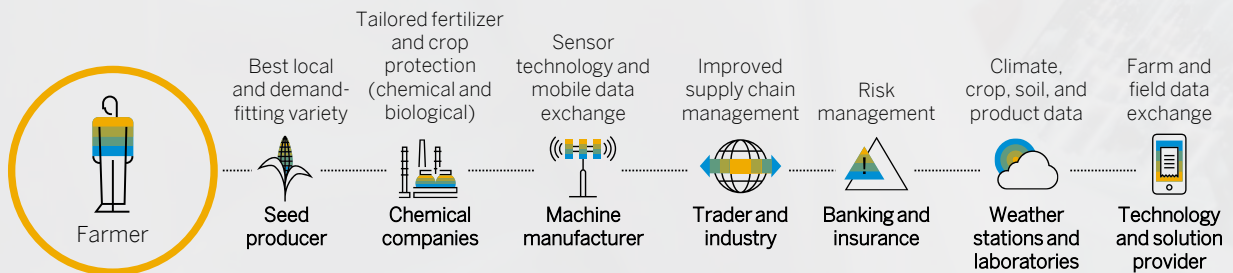 Farmer
Best local
and demand-
fitting variety
Seed
producer
Tailored fertilizer
and crop
protection
(chemical and
biological)
Chemical
companies
Sensor
technology and
mobile data
exchange
Machine
manufacturer
Improved
supply chain
management
Trader and
industry
Risk
management
!
Banking and
insurance
Climate,
crop, soil, and
product data
Weather
stations and
laboratories
Farm and
field data
exchange
Technology
and solution
provider